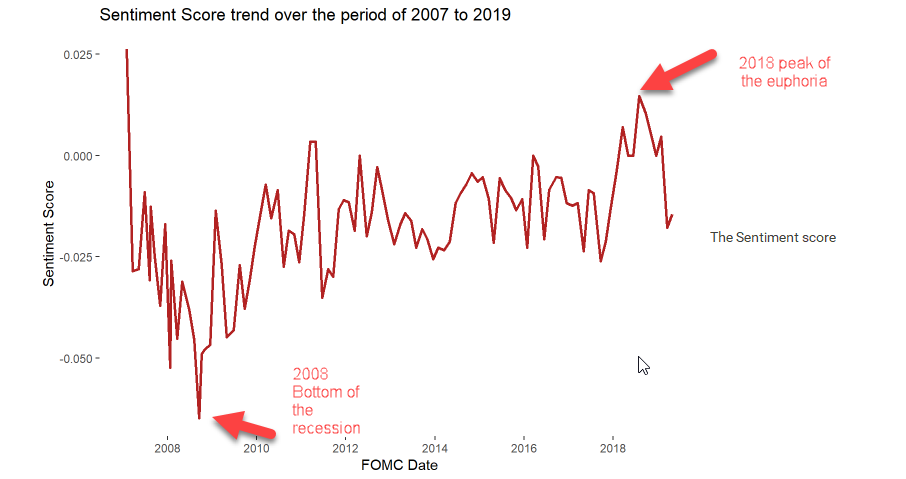 Sentiment Score trend over the period of 2007 to 2019
0.025
2018 peak of
the euphoria
0.000
Sentiment Score
The Sentiment score
-0.025
-0.050
2008
Bottom of
the
recession
2008
2010
2012
2014
2016
2018
FOMC Date